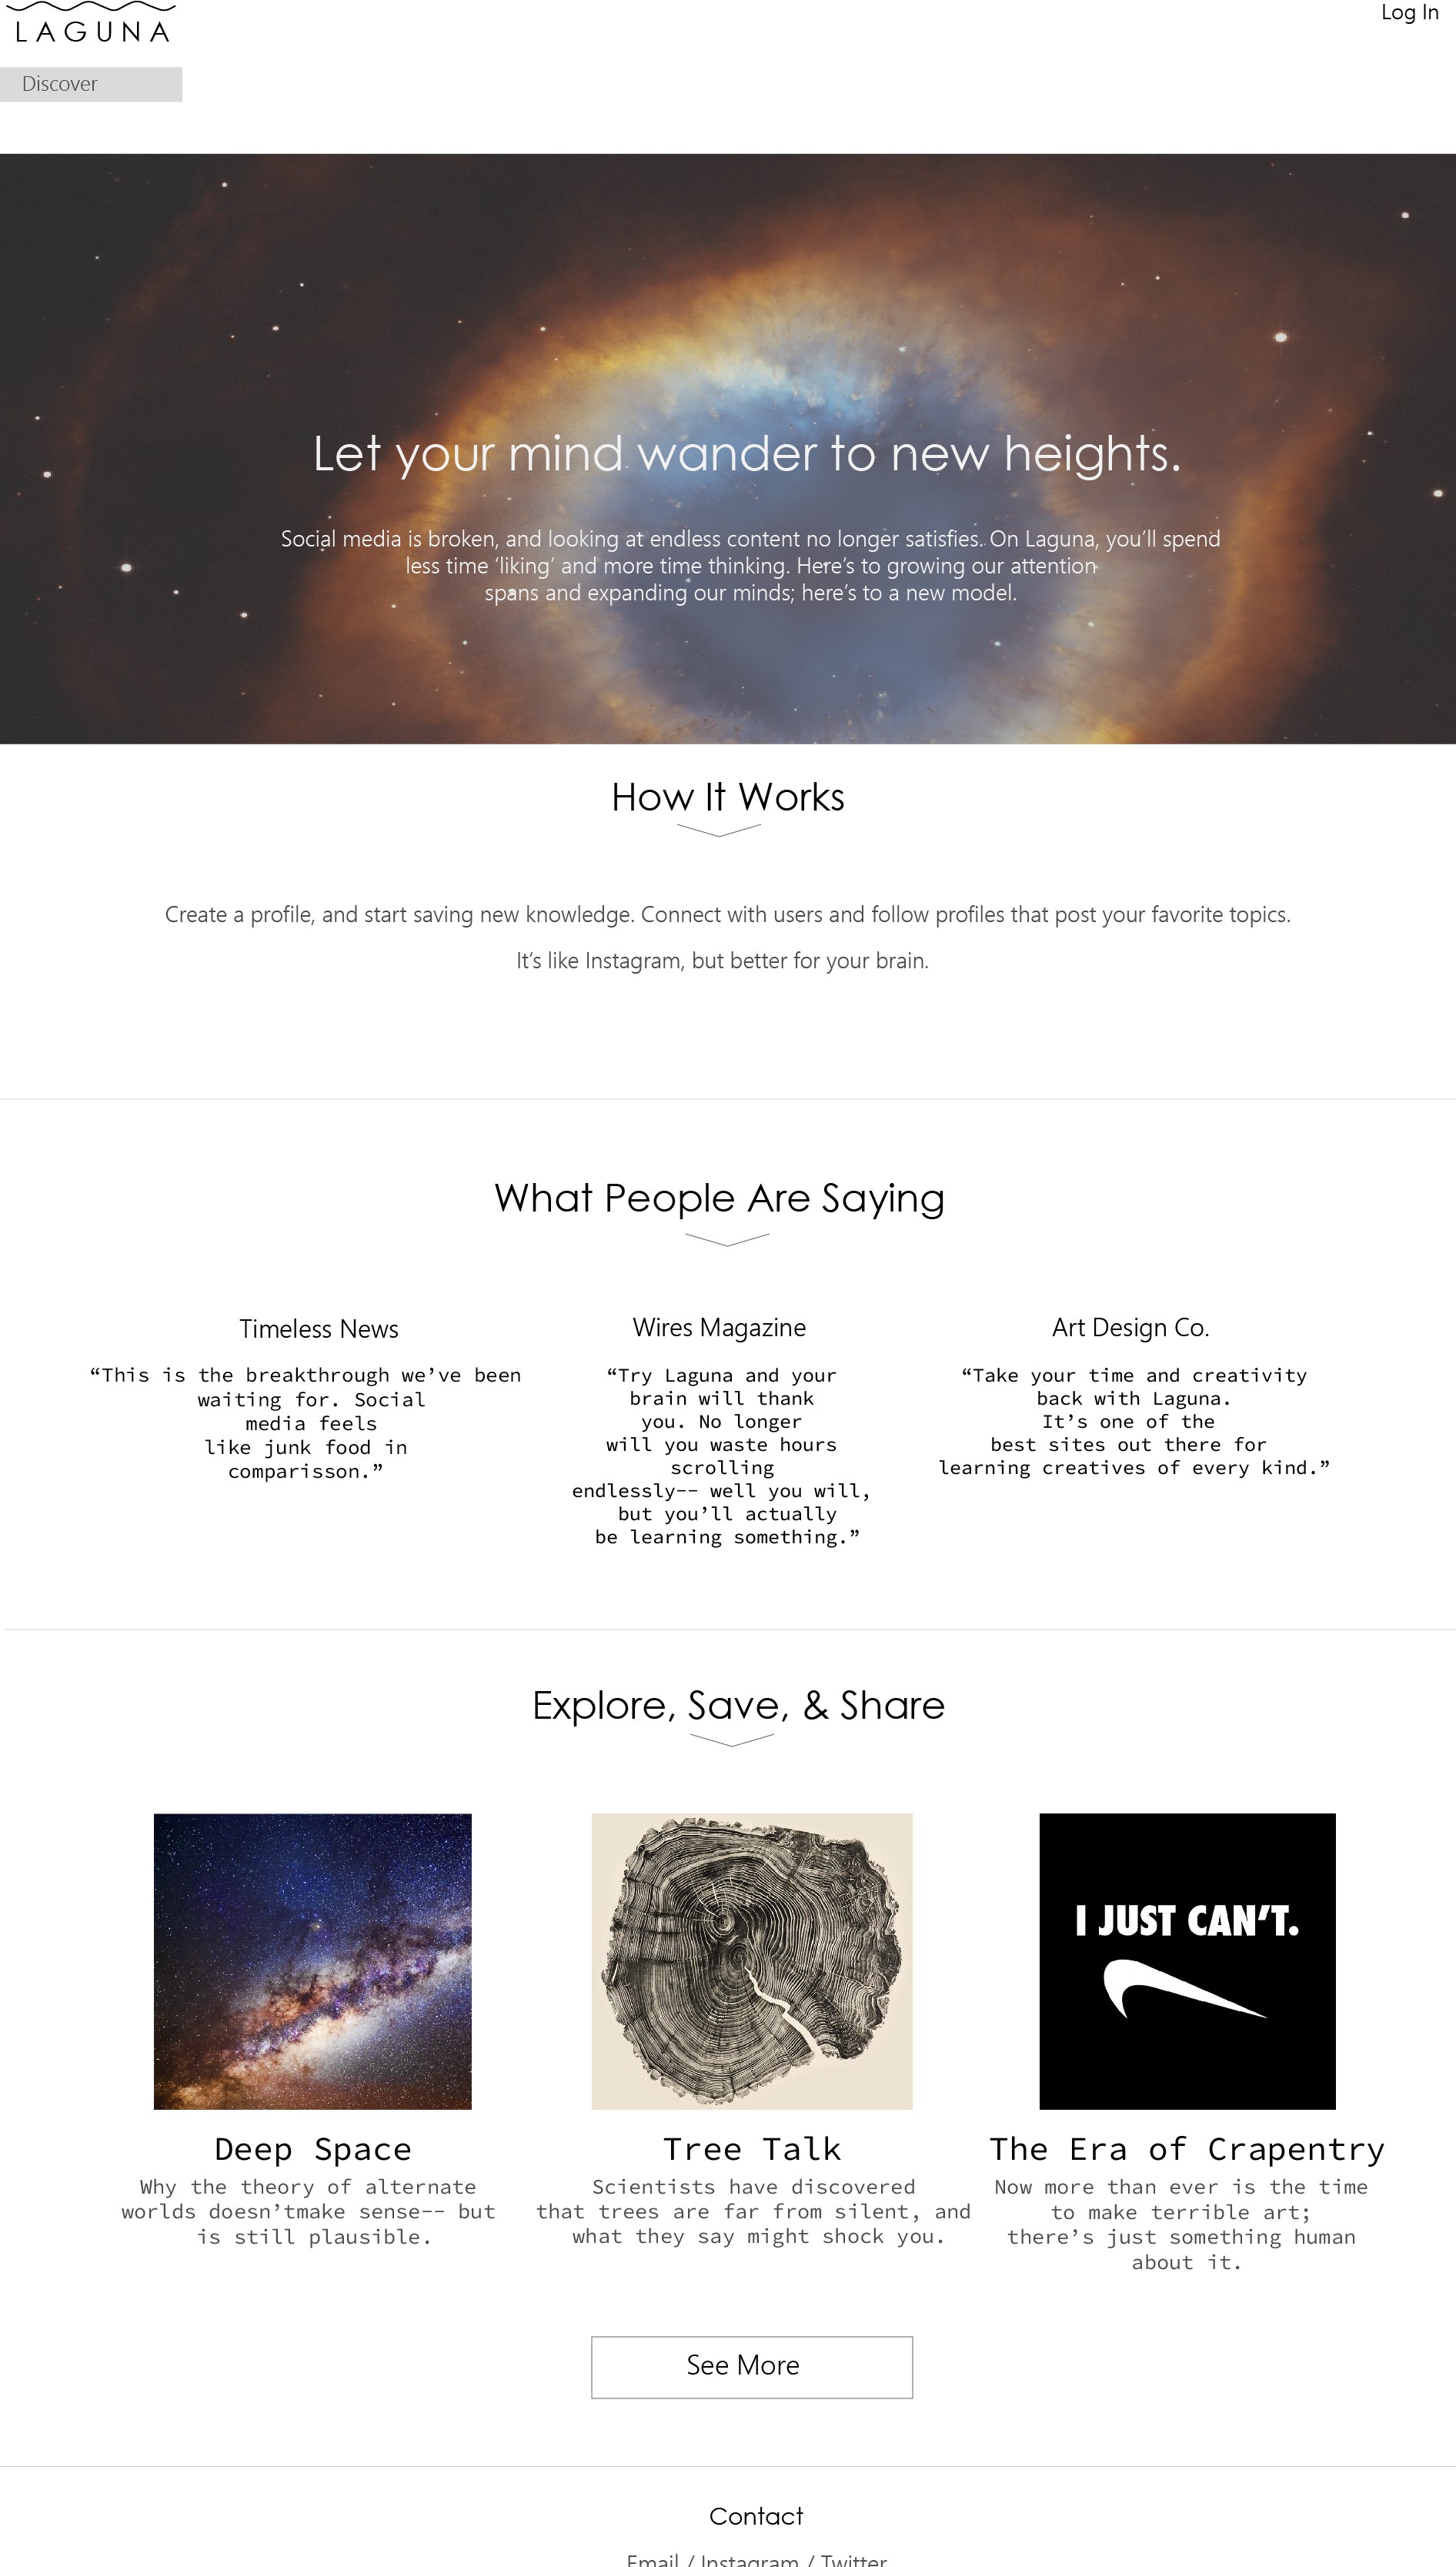 LAGUNA
Log In
Discover
Let your mind wander to new heights.
Social media is broken, and looking at endless content no longer satisfies. On Laguna, you’ll spend
less time ‘liking’ and more time thinking. Here’s to growing our attention
spans and expanding our minds; here’s to a new model.
How It Works
Create a profile, and start saving new knowledge. Connect with users and follow profiles that post your favorite topics.
It’s like Instagram, but better for your brain.
What People Are Saying
Timeless News
“This is the breakthrough we’ve been
waiting for. Social
media feels
like junk food in
comparisson.”
Wires Magazine
“Try Laguna and your
brain will thank
you. No longer
will you waste hours
scrolling
endlessly-- well you will,
but you’ll actually
be learning something.”
Art Design Co.
“Take your time and creativity
back with Laguna.
It’s one of the
best sites out there for
learning creatives of every kind.”
Explore, Save, & Share
Deep Space
Why the theory of alternate
worlds doesn’tmake sense-- but
is still plausible.
Tree Talk
Scientists have discovered
that trees are far from silent, and
what they say might shock you.
I JUST CAN’T.
The Era of Crapentry
Now more than ever is the time
to make terrible art;
there’s just something human
about it.
See More
Contact
Email / Instagram / Twitter